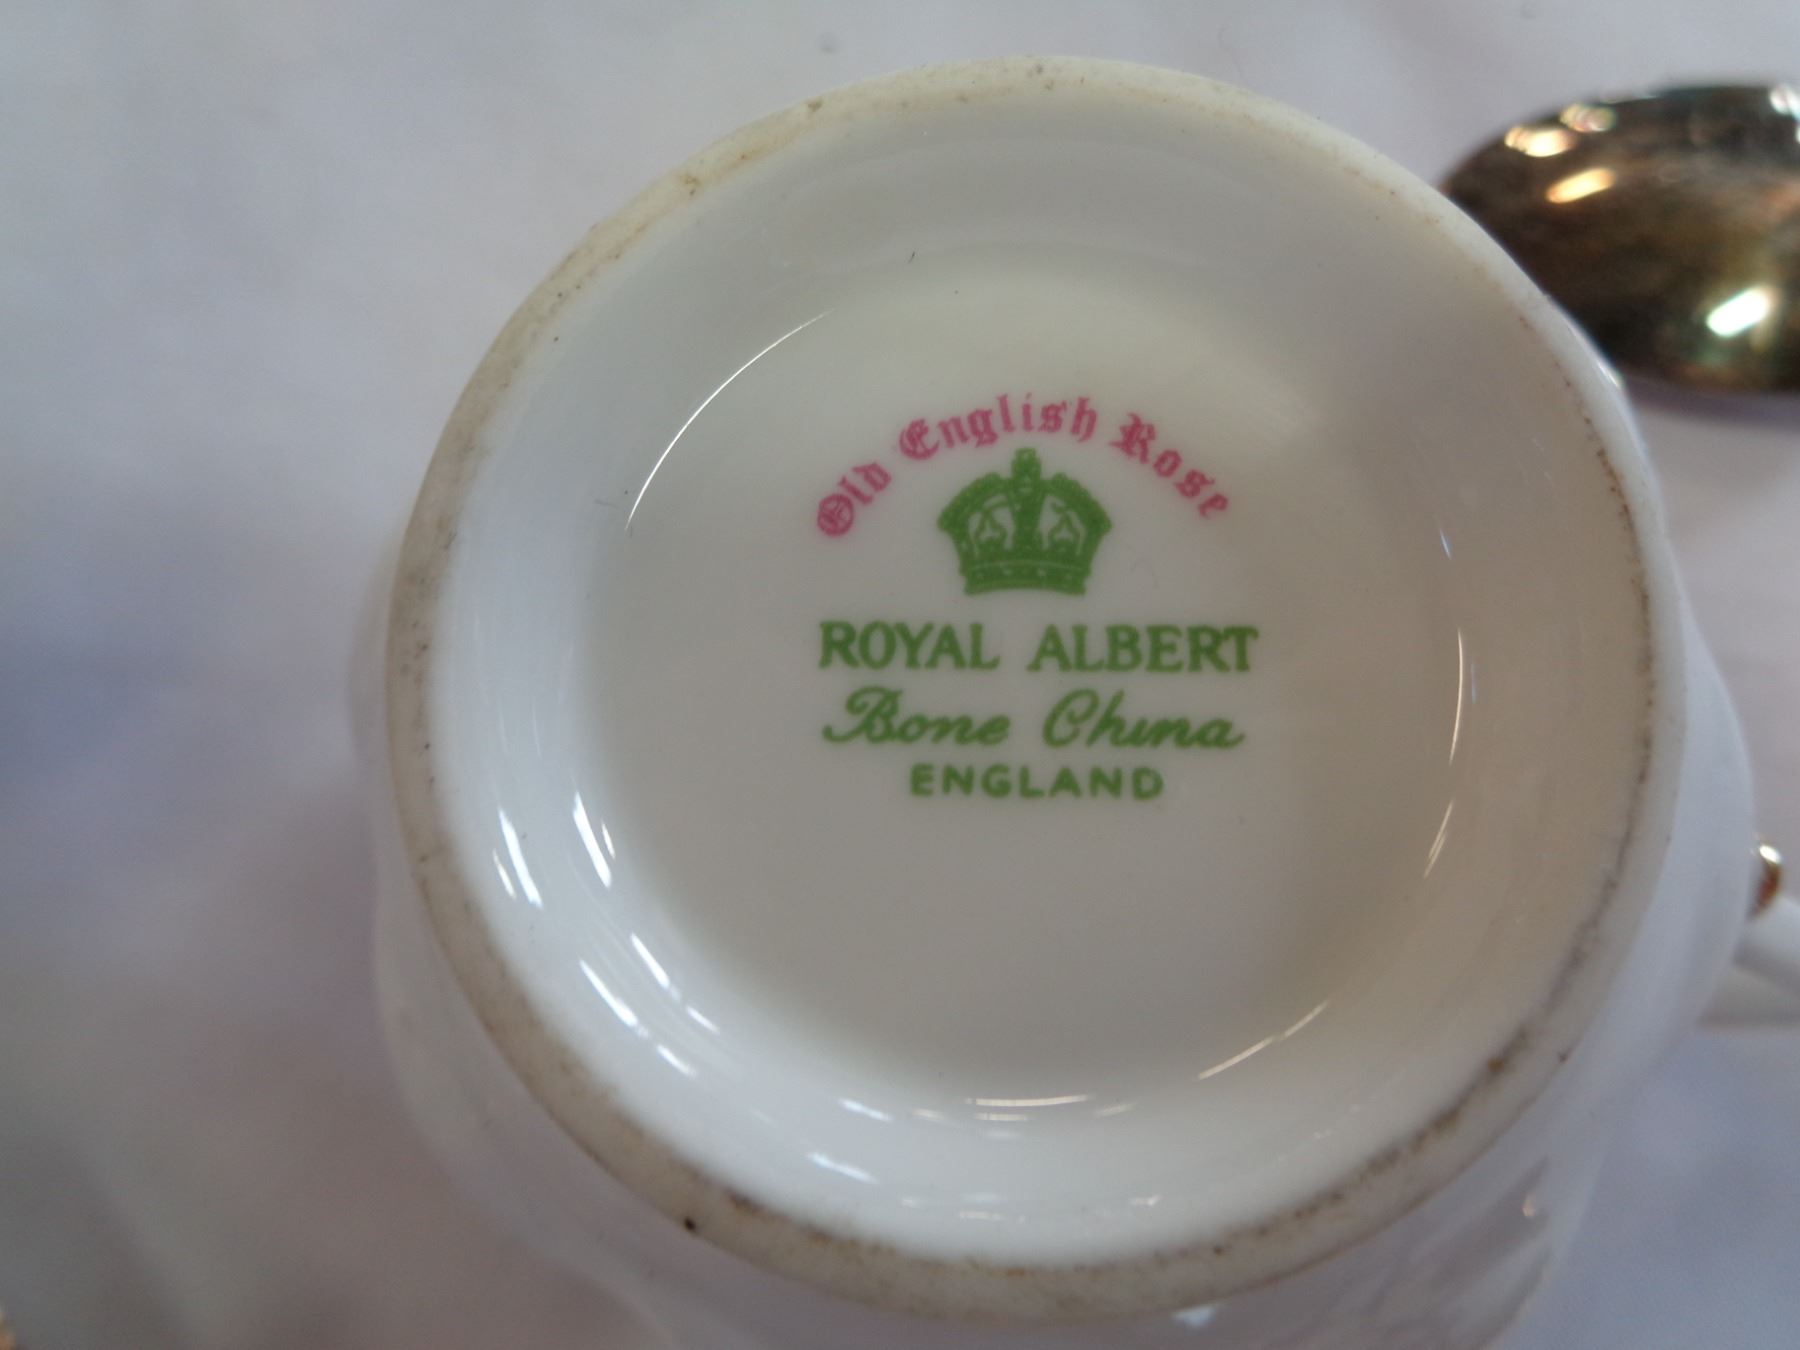 Old English Rose
ROYAL ALBERT
Bone China
ENGLAND